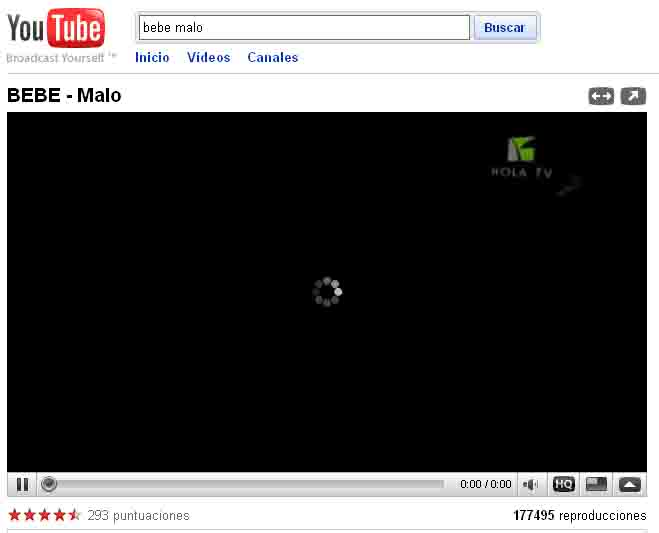 YouTube
bebe malo
Buscar
Broadcast Yourself ™
Inicio
Vídeos
Canales
BEBE - Malo
HOLA TV
0:00 / 0:00
HQ
293 puntuaciones
177495 reproducciones